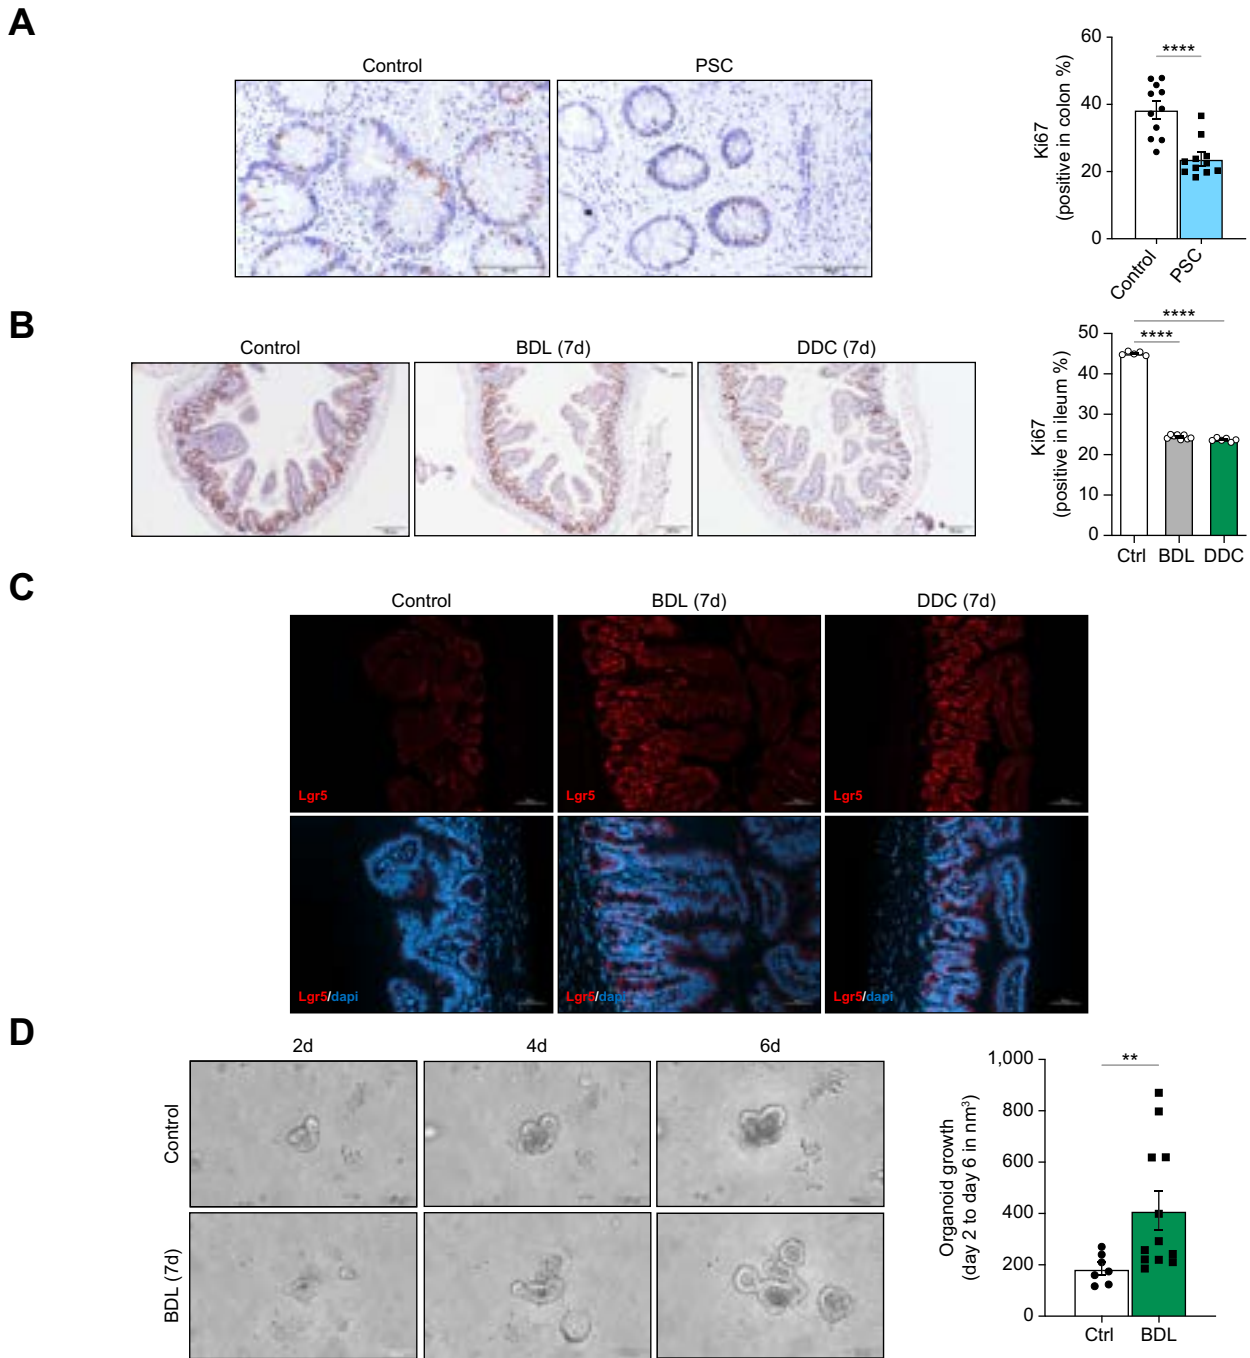 A
Control
PSC
60
40
20
0
Ki67
(positive in colon %)
****
Control
PSC
B
Control
BDL (7d)
DDC (7d)
50
40
30
20
10
0
Ki67
(positive in ileum %)
****
****
Ctrl
BDL
DDC
C
Control
BDL (7d)
DDC (7d)
Lgr5
Lgr5
Lgr5
Lgr5/dapi
Lgr5/dapi
Lgr5/dapi
D
2d
4d
6d
Control
BDL (7d)
1,000
800
600
400
200
0
Organoid growth
(day 2 to day 6 in nm³)
**
Ctrl
BDL